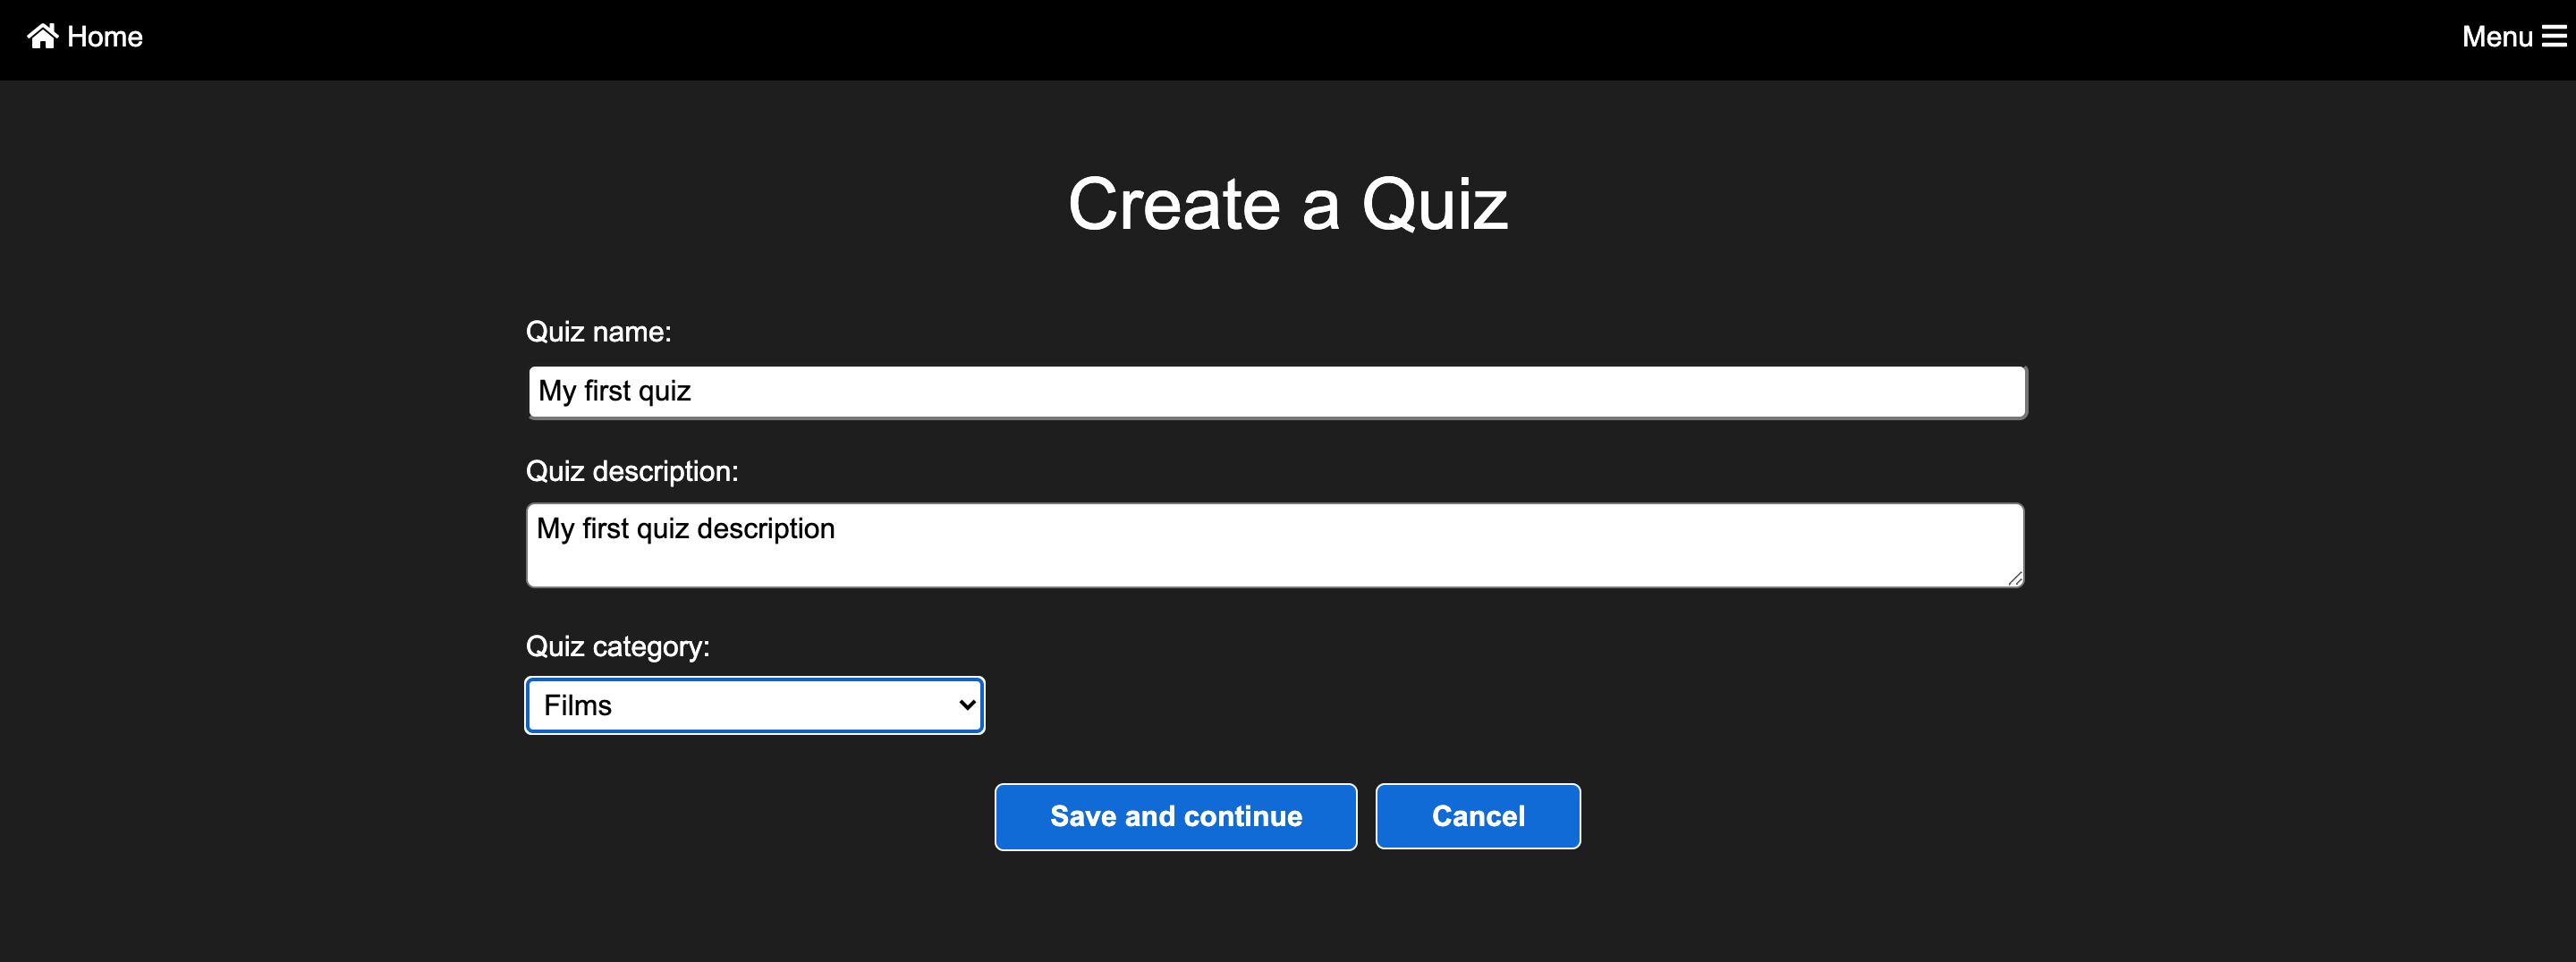 Home
Menu
Create a Quiz
Quiz name:
My first quiz
Quiz description:
My first quiz description
Quiz category:
Films
Save and continue
Cancel